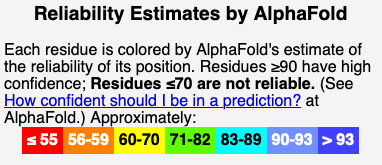 Reliability Estimates by AlphaFold
Each residue is colored by AlphaFold's estimate of
the reliability of its position. Residues ≥90 have high
confidence; Residues ≤70 are not reliable. (See
How confident should I be in a prediction? at
AlphaFold.) Approximately:
≤ 55 56-59 60-70 71-82 83-89 90-93 > 93